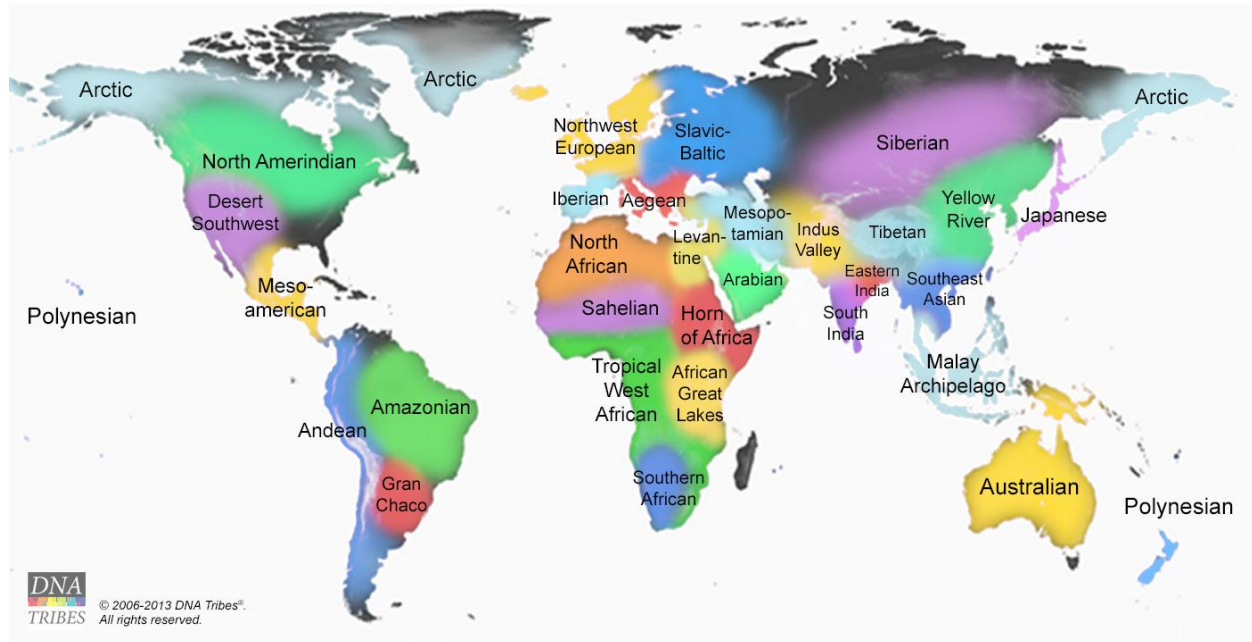 Arctic
Arctic
Arctic
North Amerindian
Desert
Southwest
Meso-
american
Polynesian
Amazonian
Andean
Gran
Chaco
Northwest
European
Slavic-
Baltic
Siberian
Iberian
Aegean
Mesopo-
tamian
Levan-
tine
Indus
Valley
Tibetan
Yellow
River
Japanese
North
African
Arabian
Eastern
India
Southeast
Asian
South
India
Sahelian
Horn
of Africa
Tropical
West
African
African
Great
Lakes
Southern
African
Malay
Archipelago
Australian
Polynesian
DNA
TRIBES
© 2006-2013 DNA Tribes®.
All rights reserved.